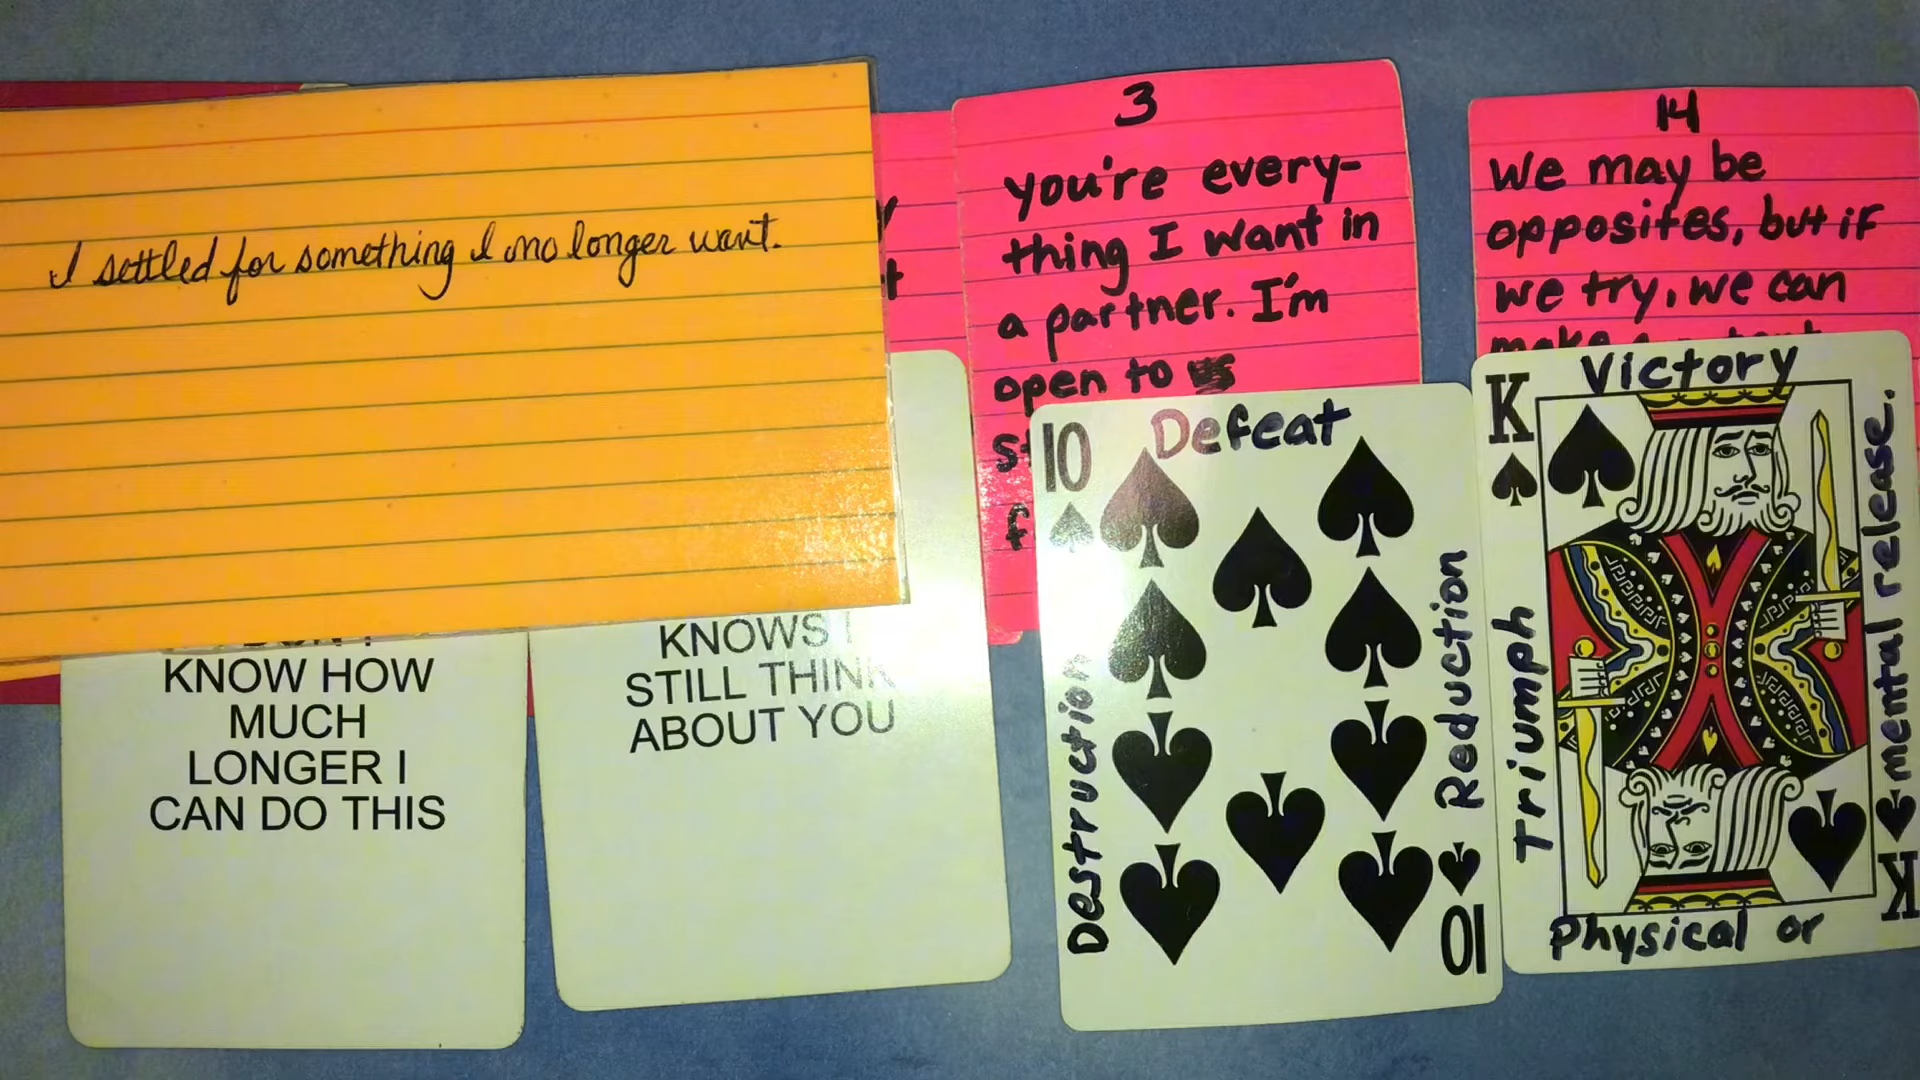 I settled for something I no longer want.
3
You're every-
thing I want in
a partner. I'm
open to
14
We may be
opposites, but if
we try, we can
make
KNOW HOW
MUCH
LONGER I
CAN DO THIS
KNOWS I
STILL THINK
ABOUT YOU
10
Defeat
Destruction
Reduction
10
K
Victory
Triumph
Physical or
mental release.
K